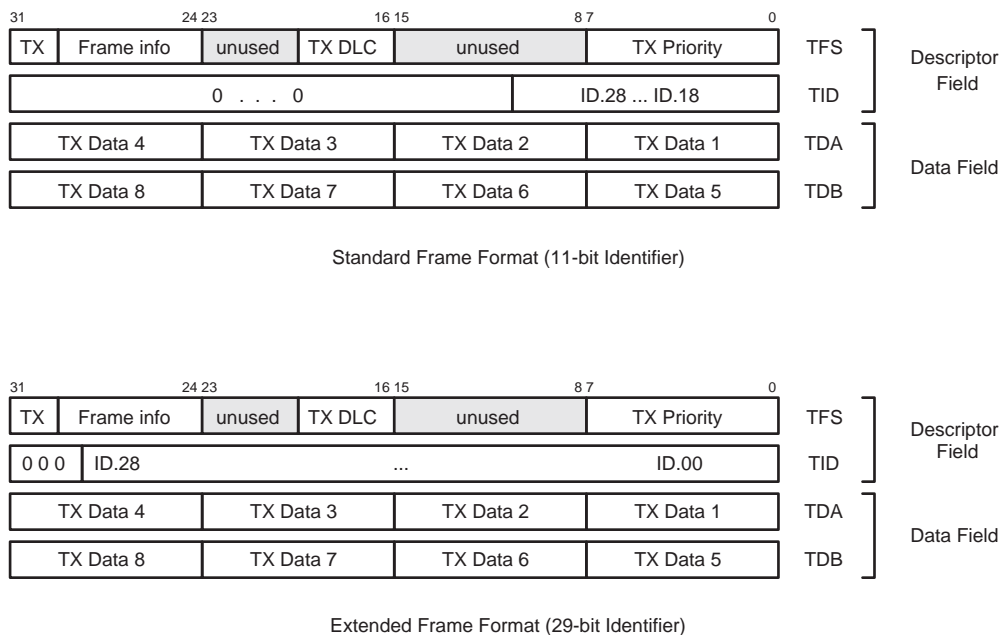 31 24 23 16 15 8 7 0
TX Frame info unused TX DLC unused TX Priority TFS
0 . . . 0 ID.28 ... ID.18 TID
Descriptor
Field
TX Data 4 TX Data 3 TX Data 2 TX Data 1 TDA
TX Data 8 TX Data 7 TX Data 6 TX Data 5 TDB
Data Field
Standard Frame Format (11-bit Identifier)
31 24 23 16 15 8 7 0
TX Frame info unused TX DLC unused TX Priority TFS
0 0 0 ID.28 ... ID.00 TID
Descriptor
Field
TX Data 4 TX Data 3 TX Data 2 TX Data 1 TDA
TX Data 8 TX Data 7 TX Data 6 TX Data 5 TDB
Data Field
Extended Frame Format (29-bit Identifier)